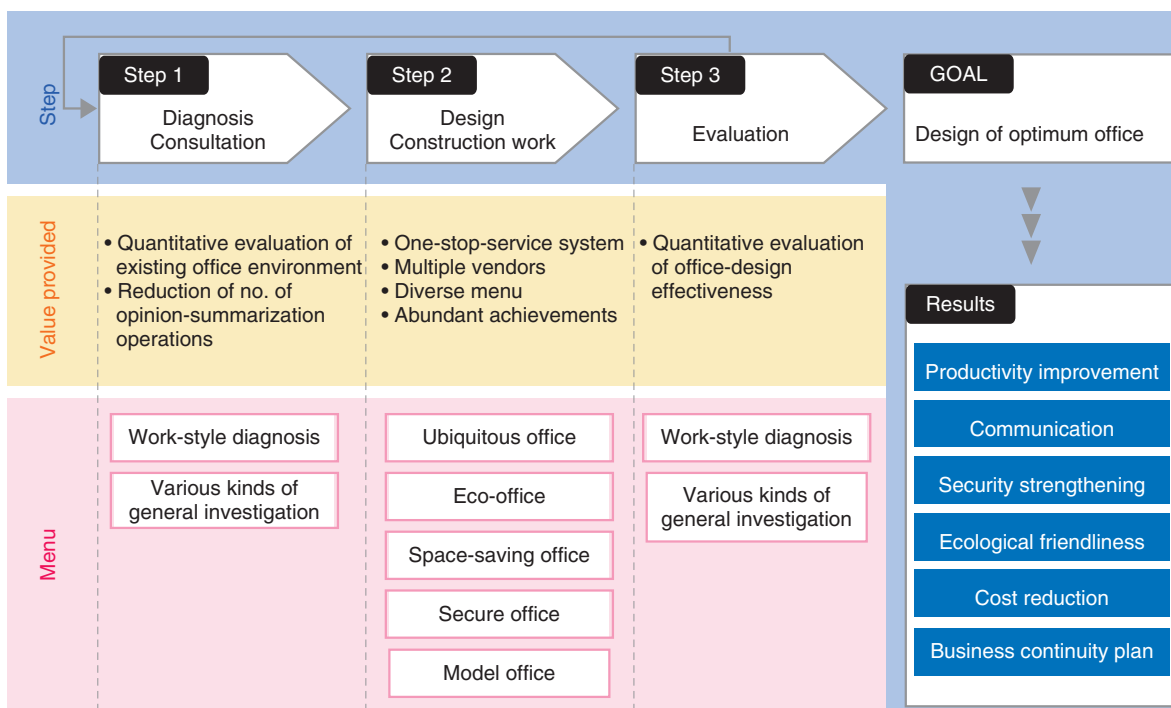 Step
Step 1
Diagnosis
Consultation
Step 2
Design
Construction work
Step 3
Evaluation
GOAL
Design of optimum office
Value provided
• Quantitative evaluation of
existing office environment
• Reduction of no. of
opinion-summarization
operations
• One-stop-service system
• Multiple vendors
• Diverse menu
• Abundant achievements
• Quantitative evaluation
of office-design
effectiveness
Menu
Work-style diagnosis
Various kinds of
general investigation
Ubiquitous office
Eco-office
Space-saving office
Secure office
Model office
Work-style diagnosis
Various kinds of
general investigation
Results
Productivity improvement
Communication
Security strengthening
Ecological friendliness
Cost reduction
Business continuity plan